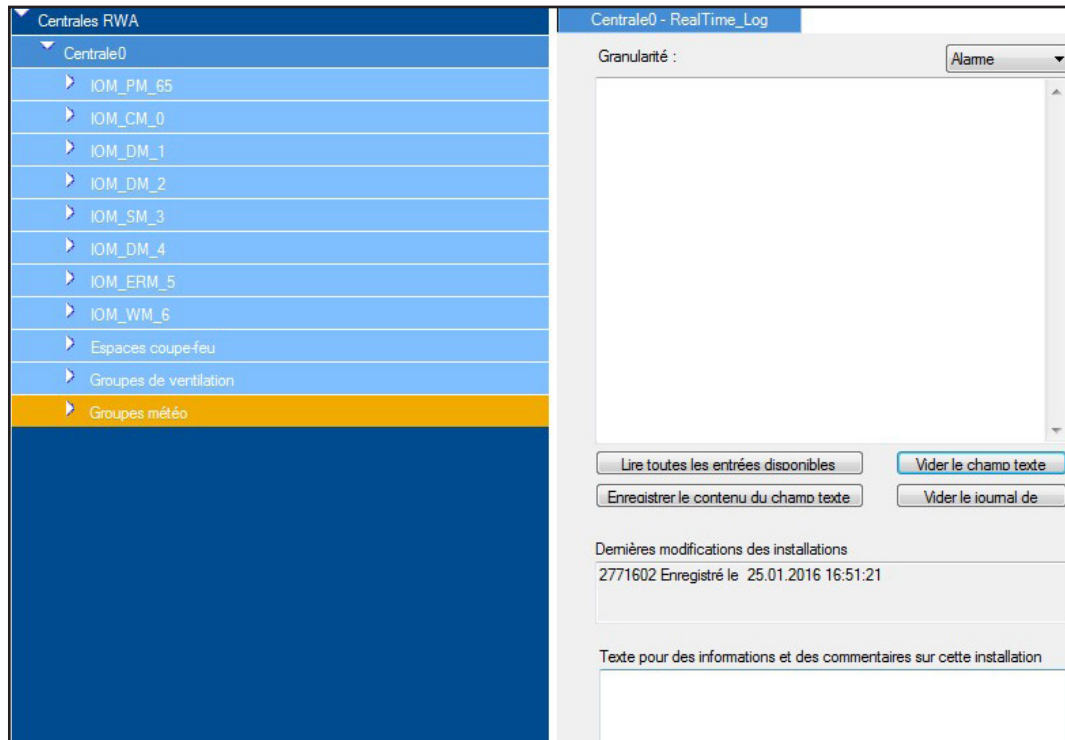 Centrales RWA
Centrale0
IOM_PM_65
IOM_CM_0
IOM_DM_1
IOM_DM_2
IOM_SM_3
IOM_DM_4
IOM_ERM_5
IOM_WM_6
Espaces coupe-feu
Groupes de ventilation
Groupes météo
Centrale0 - RealTime_Log
Granularité :
Alarme
Lire toutes les entrées disponibles
Vider le champ texte
Enregistrer le contenu du champ texte
Vider le journal de
Dernières modifications des installations
2771602 Enregistré le 25.01.2016 16:51:21
Texte pour des informations et des commentaires sur cette installation